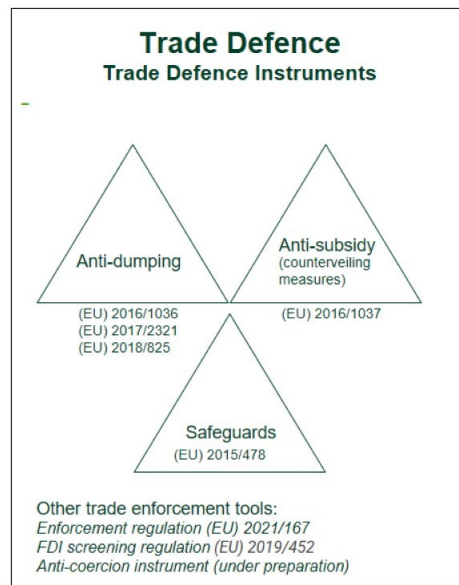 Trade Defence
Trade Defence Instruments
–
Anti-dumping
(EU) 2016/1036
(EU) 2017/2321
(EU) 2018/825
Anti-subsidy
(counterveiling
measures)
(EU) 2016/1037
Safeguards
(EU) 2015/478
Other trade enforcement tools:
Enforcement regulation (EU) 2021/167
FDI screening regulation (EU) 2019/452
Anti-coercion instrument (under preparation)